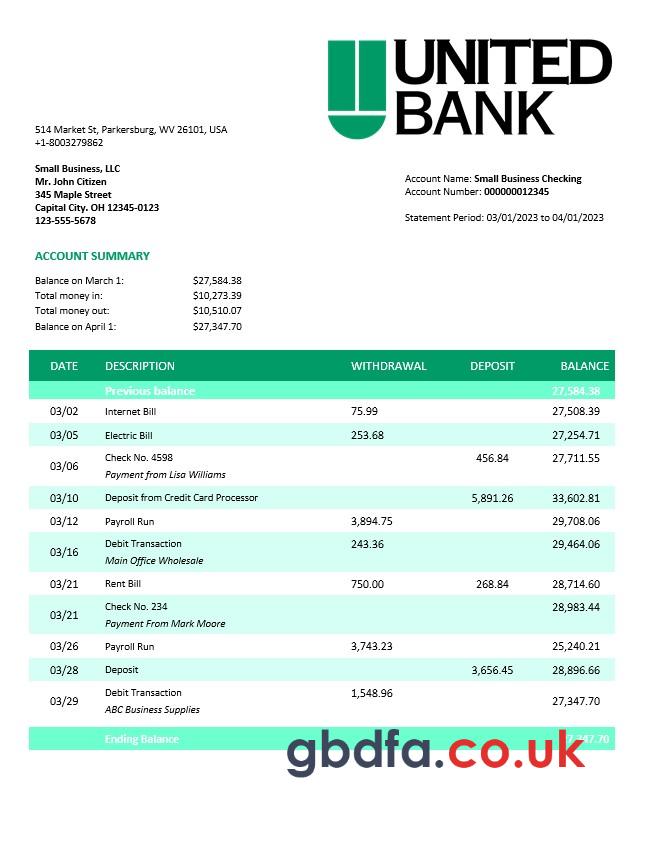 UNITED
BANK
514 Market St, Parkersburg, WV 26101, USA
+1-8003279862
Small Business, LLC
Mr. John Citizen
345 Maple Street
Capital City. OH 12345-0123
123-555-5678
Account Name: Small Business Checking
Account Number: 000000012345
Statement Period: 03/01/2023 to 04/01/2023
ACCOUNT SUMMARY
Balance on March 1: $27,584.38
Total money in: $10,273.39
Total money out: $10,510.07
Balance on April 1: $27,347.70
DATE DESCRIPTION WITHDRAWAL DEPOSIT BALANCE
Previous balance 27,584.38
03/02 Internet Bill 75.99 27,508.39
03/05 Electric Bill 253.68 27,254.71
03/06 Check No. 4598 456.84 27,711.55
Payment from Lisa Williams
03/10 Deposit from Credit Card Processor 5,891.26 33,602.81
03/12 Payroll Run 3,894.75 29,708.06
03/16 Debit Transaction 243.36 29,464.06
Main Office Wholesale
03/21 Rent Bill 750.00 268.84 28,714.60
03/21 Check No. 234 28,983.44
Payment From Mark Moore
03/26 Payroll Run 3,743.23 25,240.21
03/28 Deposit 3,656.45 28,896.66
03/29 Debit Transaction 1,548.96 27,347.70
ABC Business Supplies
Ending Balance
gbdfa.co.uk